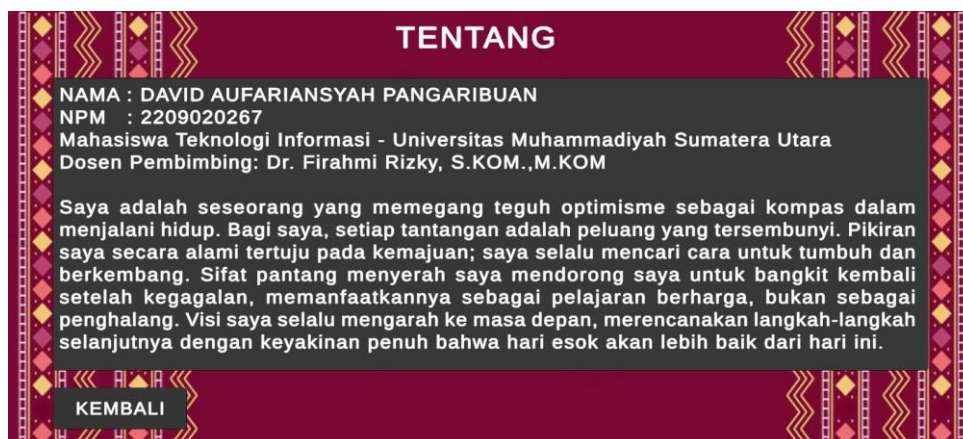 TENTANG
NAMA : DAVID AUFARIANSYAH PANGARIBUAN
NPM : 2209020267
Mahasiswa Teknologi Informasi - Universitas Muhammadiyah Sumatera Utara
Dosen Pembimbing: Dr. Firahmi Rizky, S.KOM.,M.KOM
Saya adalah seseorang yang memegang teguh optimisme sebagai kompas dalam
menjalani hidup. Bagi saya, setiap tantangan adalah peluang yang tersembunyi. Pikiran
saya secara alami tertuju pada kemajuan; saya selalu mencari cara untuk tumbuh dan
berkembang. Sifat pantang menyerah saya mendorong saya untuk bangkit kembali
setelah kegagalan, memanfaatkannya sebagai pelajaran berharga, bukan sebagai
penghalang. Visi saya selalu mengarah ke masa depan, merencanakan langkah-langkah
selanjutnya dengan keyakinan penuh bahwa hari esok akan lebih baik dari hari ini.
KEMBALI